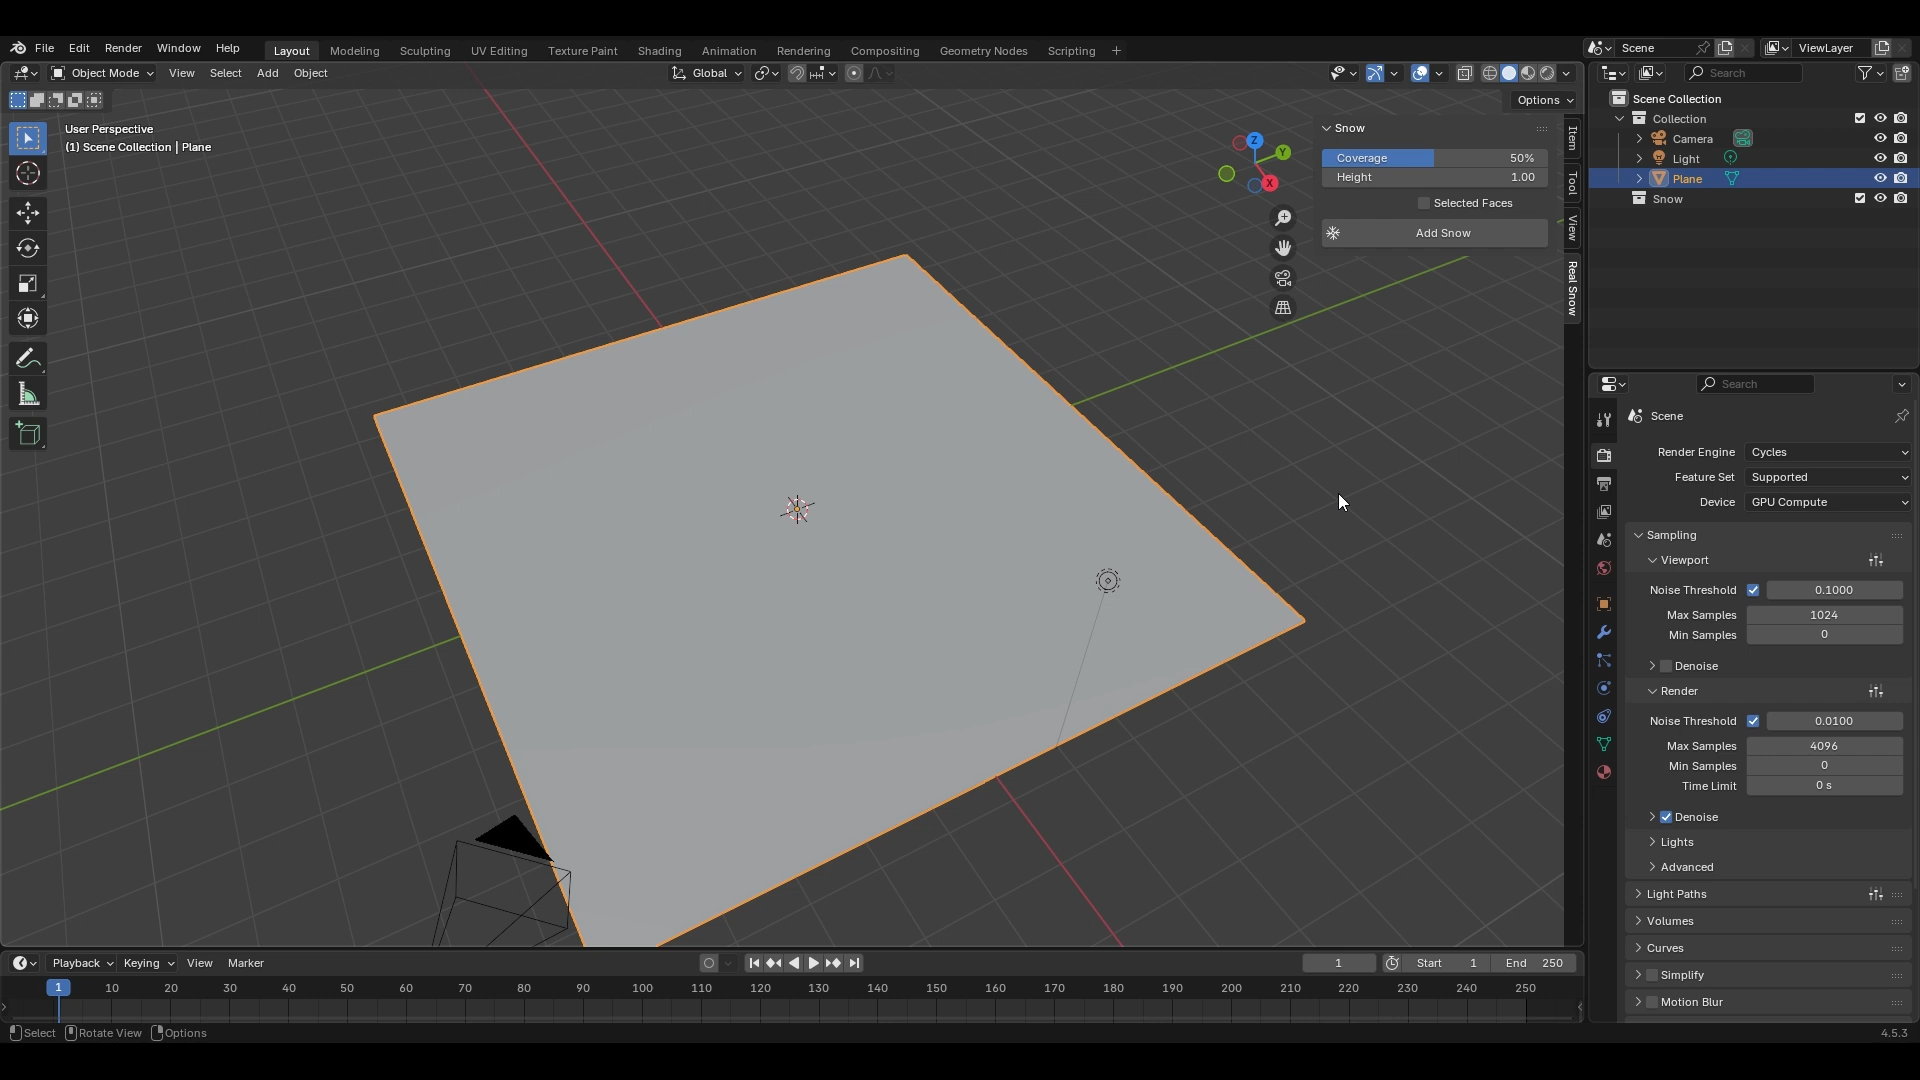 File Edit Render Window Help Layout Modeling Sculpting UV Editing Texture Paint Shading Animation Rendering Compositing Geometry Nodes Scripting + Scene ViewLayer
Object Mode View Select Add Object Global Search
Options
User Perspective
(1) Scene Collection | Plane
Z
Y
X
Snow
Coverage 50%
Height 1.00
Selected Faces
Add Snow
Item
Tool
View
Real Snow
Scene Collection
Collection
Camera
Light
Plane
Snow
Search
Scene
Render Engine Cycles
Feature Set Supported
Device GPU Compute
Sampling
Viewport
Noise Threshold 0.1000
Max Samples 1024
Min Samples 0
Denoise
Render
Noise Threshold 0.0100
Max Samples 4096
Min Samples 0
Time Limit 0 s
Denoise
Lights
Advanced
Light Paths
Volumes
Curves
Simplify
Motion Blur
Playback Keying View Marker 1 Start 1 End 250
1 10 20 30 40 50 60 70 80 90 100 110 120 130 140 150 160 170 180 190 200 210 220 230 240 250
Select Rotate View Options 4.5.3